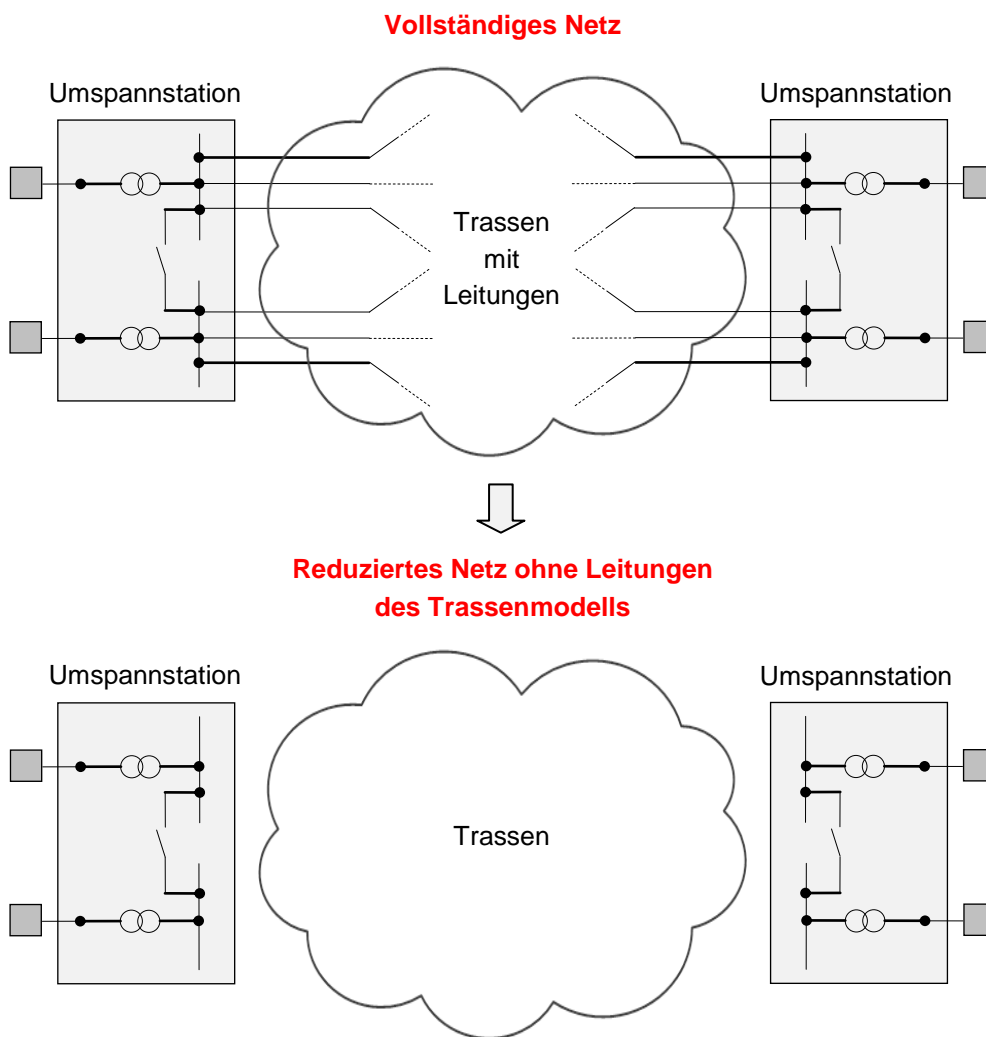 Vollständiges Netz
Umspannstation
Umspannstation
Trassen
mit
Leitungen
Reduziertes Netz ohne Leitungen
des Trassenmodells
Umspannstation
Umspannstation
Trassen